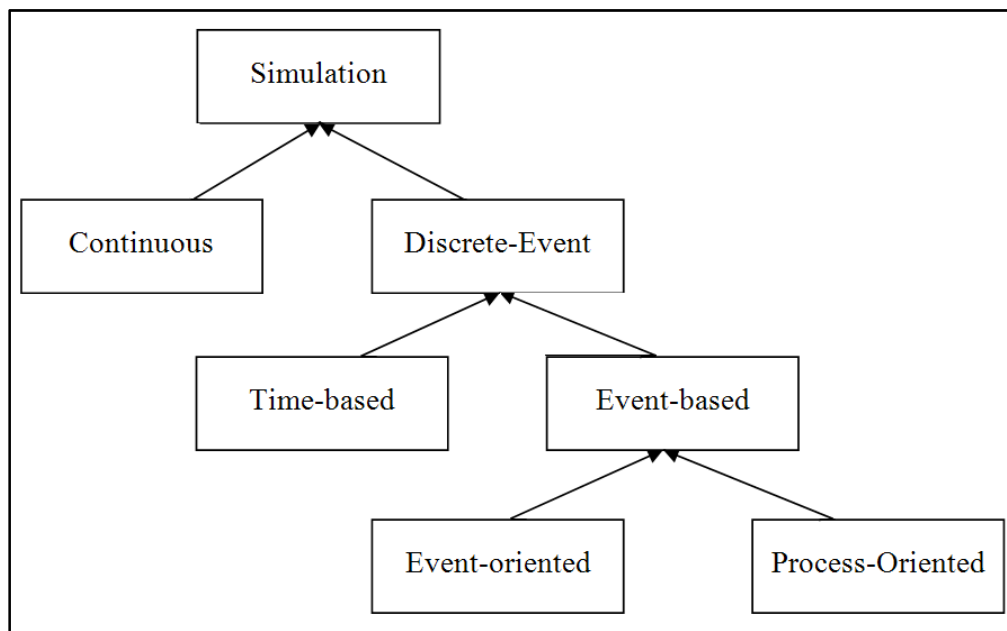 Simulation
Continuous
Discrete-Event
Time-based
Event-based
Event-oriented
Process-Oriented